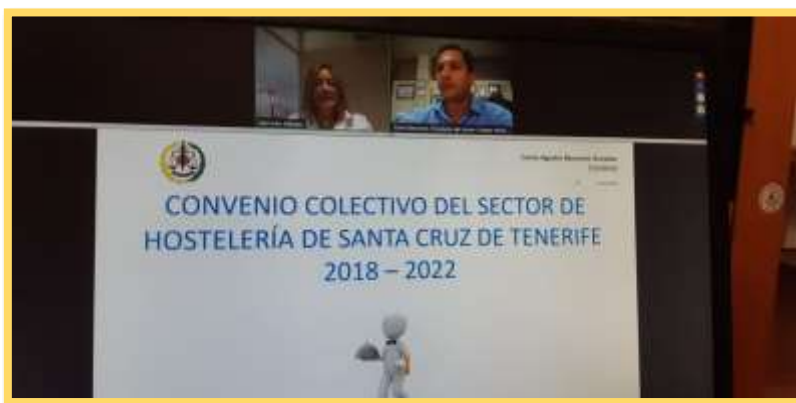 CONVENIO COLECTIVO DEL SECTOR DE
HOSTELERÍA DE SANTA CRUZ DE TENERIFE
2018 – 2022